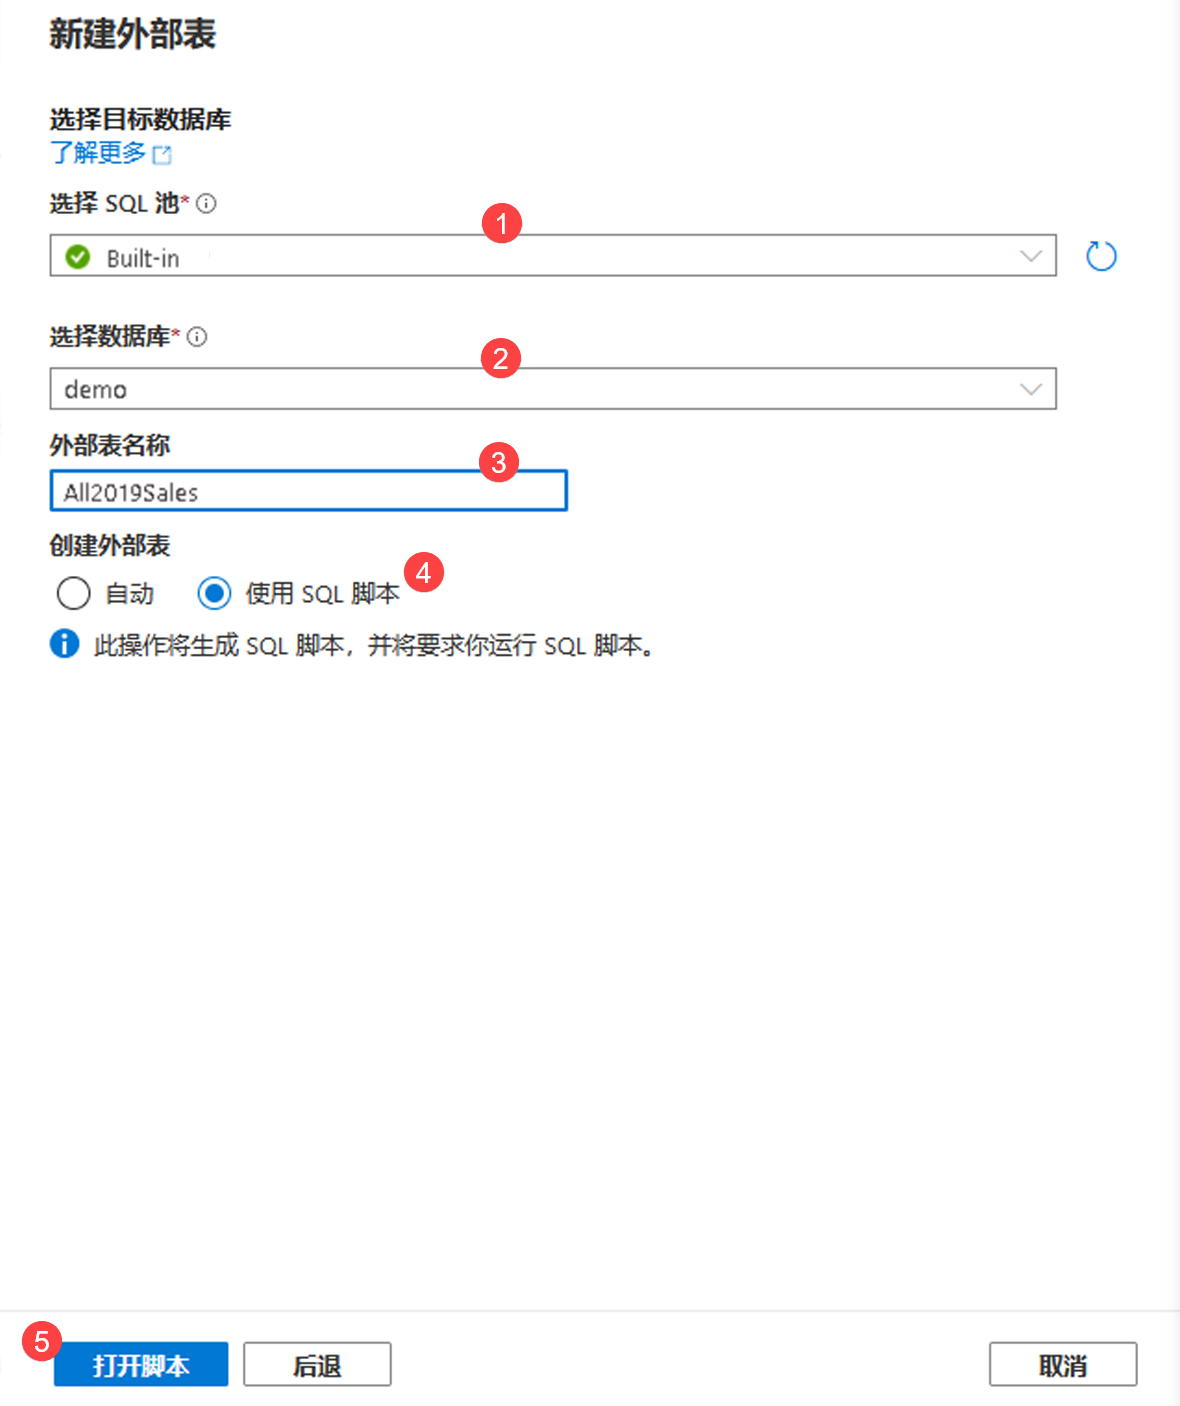 新建外部表
选择目标数据库
了解更多
选择 SQL 池*
1
Built-in
选择数据库*
2
demo
外部表名称
3
All2019Sales
创建外部表
自动 使用 SQL 脚本 4
此操作将生成 SQL 脚本，并将要求你运行 SQL 脚本。
5
打开脚本 后退 取消